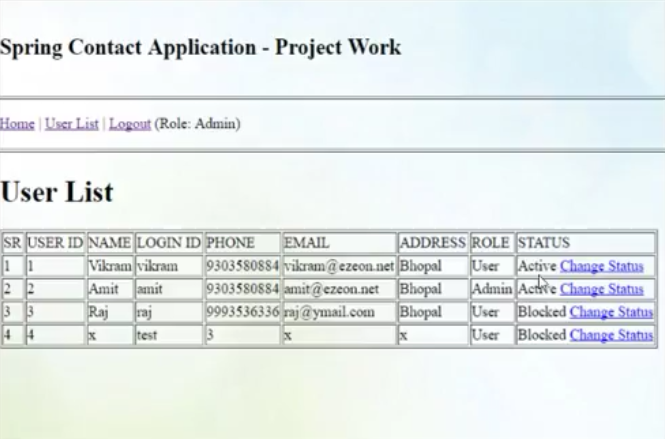 Spring Contact Application - Project Work
Home | User List | Logout (Role: Admin)
User List
SR USER ID NAME LOGIN ID PHONE EMAIL ADDRESS ROLE STATUS
1 1 Vikram vikram 9303580884 vikram@ezeon.net Bhopal User Active Change Status
2 2 Amit amit 9303580884 amit@ezeon.net Bhopal Admin Active Change Status
3 3 Raj raj 9993536336 raj@ymail.com Bhopal User Blocked Change Status
4 4 x test 3 x x User Blocked Change Status